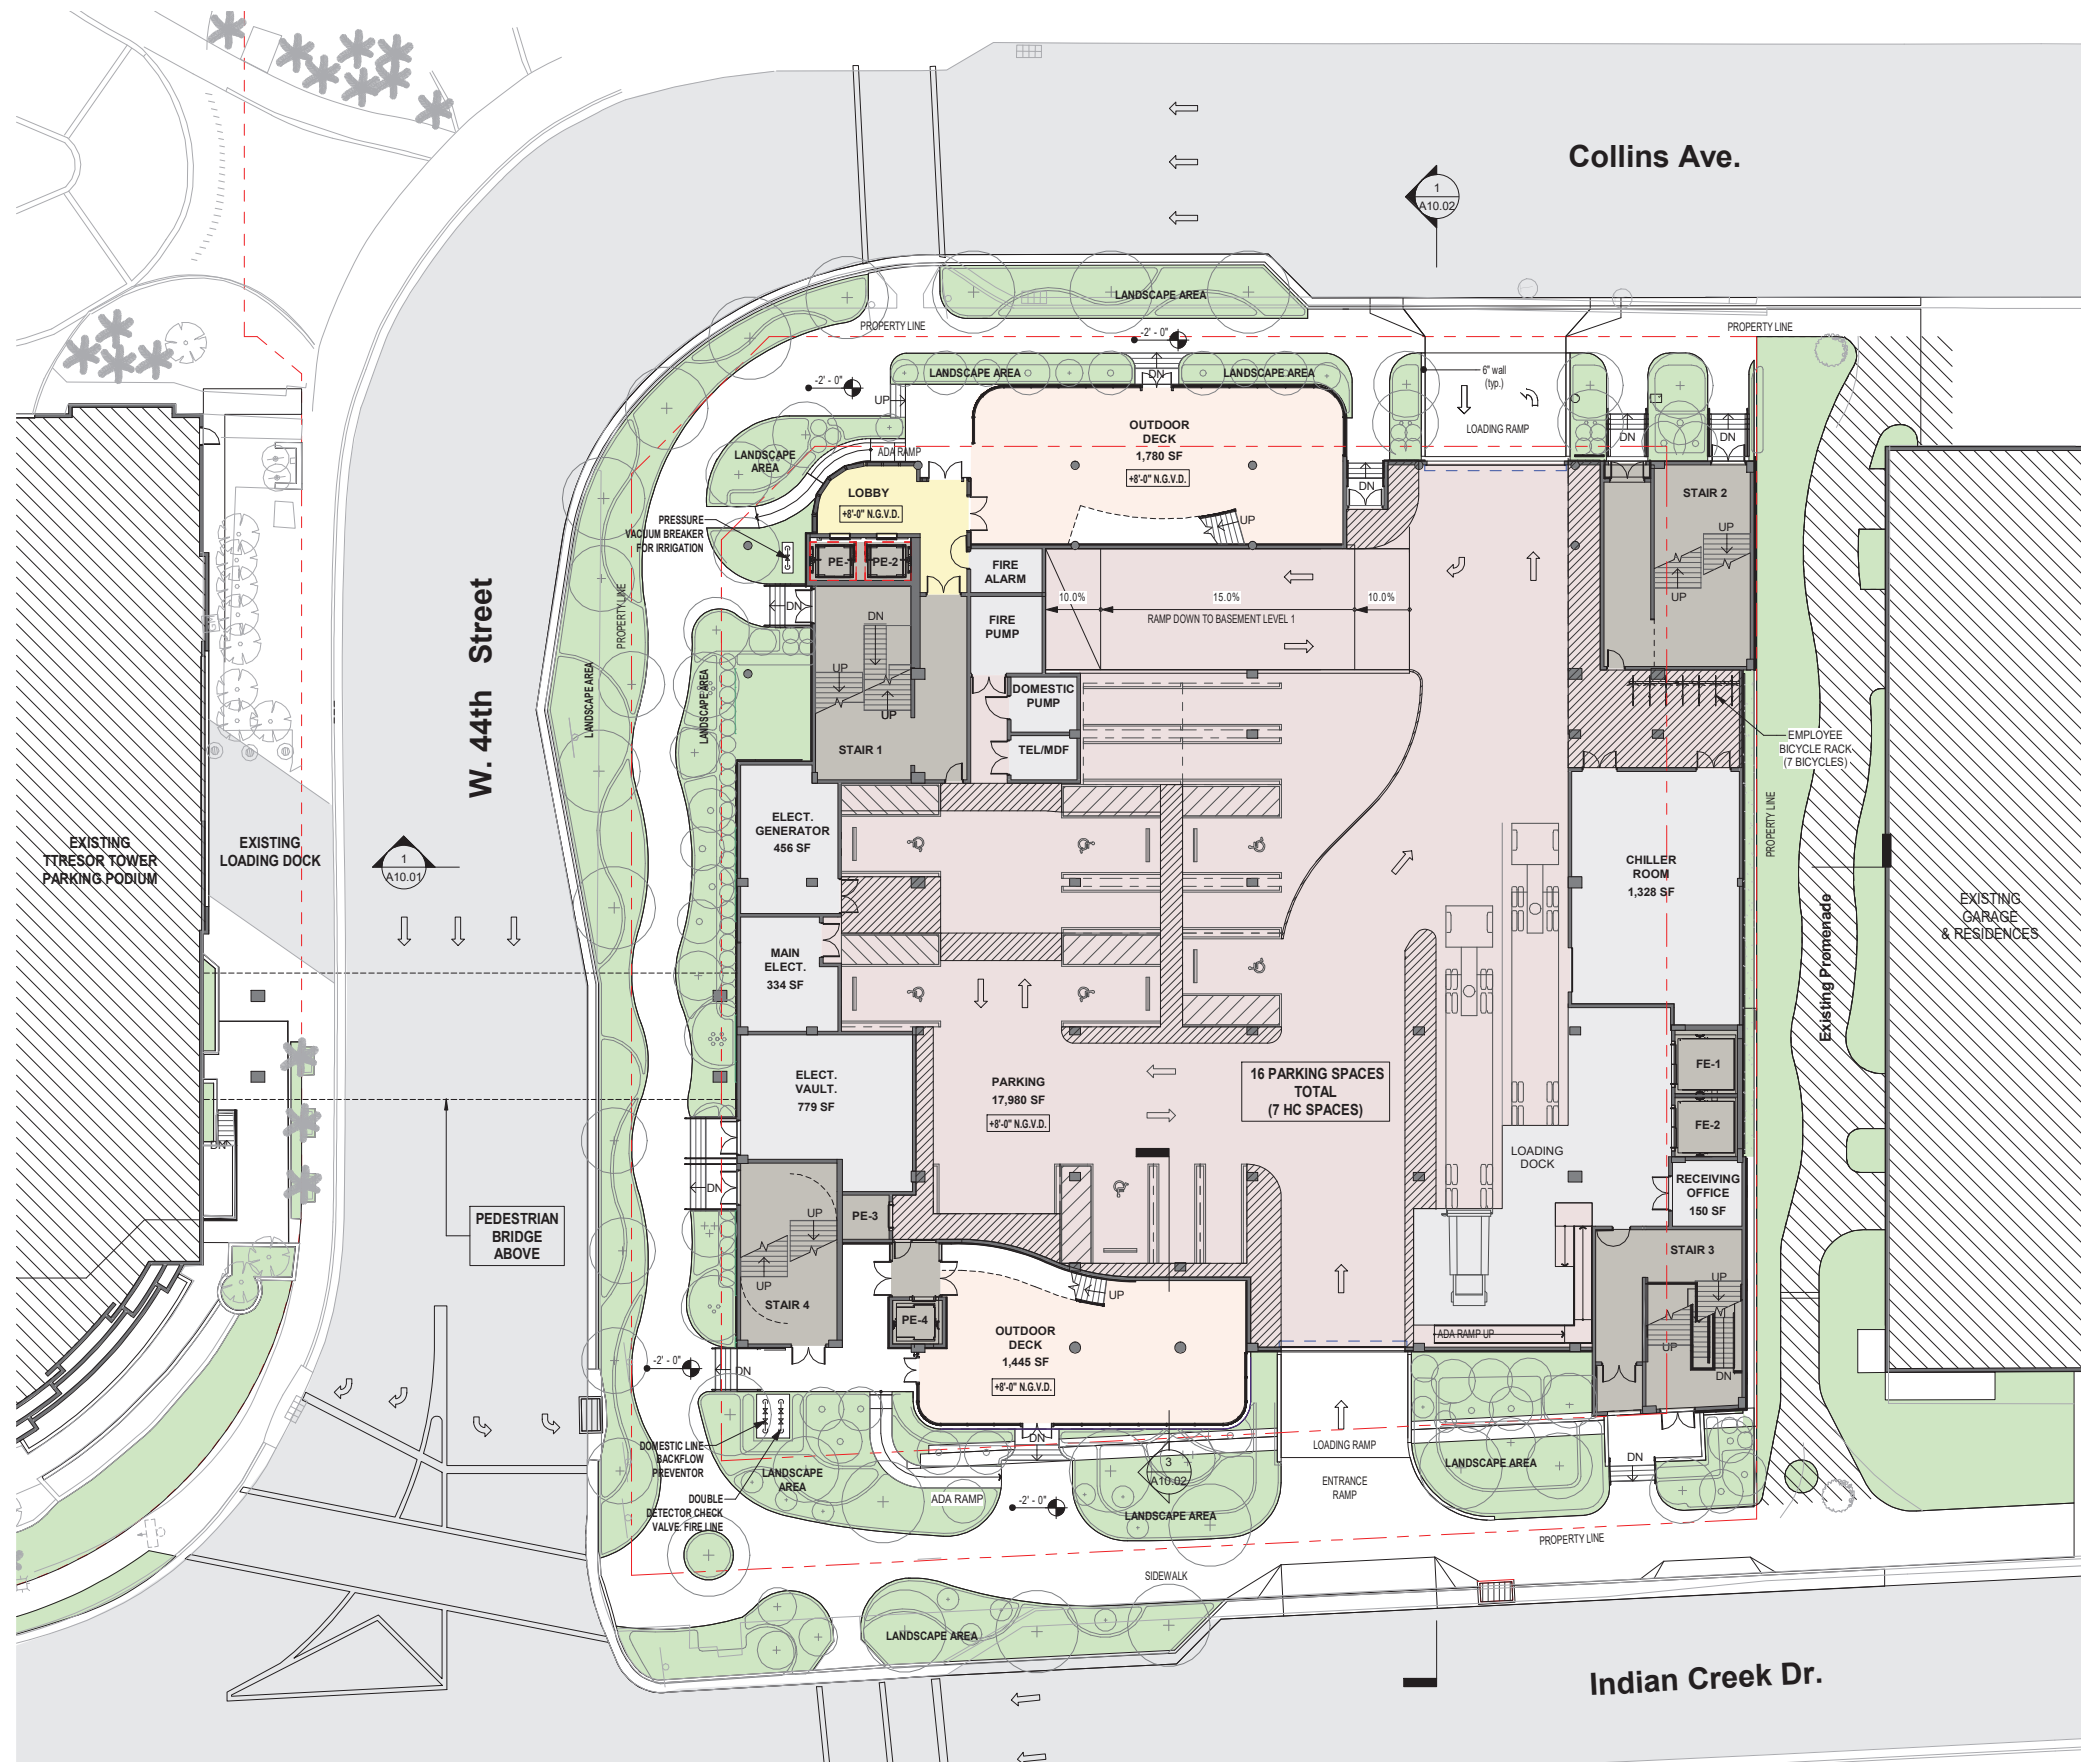 Collins Ave.
1
A10.02
LANDSCAPE AREA
PROPERTY LINE
-2' - 0"
PROPERTY LINE
DN
LANDSCAPE AREA
LANDSCAPE AREA
-2' - 0"
UP
6" wall
(typ.)
LOADING RAMP
OUTDOOR
DECK
1,780 SF
+8'-0" N.G.V.D.
UP
DN
DN
DN
STAIR 2
UP
UP
ADA RAMP
LANDSCAPE
AREA
LOBBY
+8'-0" N.G.V.D.
PRESSURE
VACUUM BREAKER
FOR IRRIGATION
PE-1
PE-2
FIRE
ALARM
10.0%
15.0%
10.0%
RAMP DOWN TO BASEMENT LEVEL 1
DN
DN
FIRE
PUMP
PROPERTY LINE
W. 44th Street
LANDSCAPE AREA
LANDSCAPE AREA
UP
UP
STAIR 1
DOMESTIC
PUMP
TEL/MDF
EMPLOYEE
BICYCLE RACK
(7 BICYCLES)
PROPERTY LINE
EXISTING
TTRESOR TOWER
PARKING PODIUM
EXISTING
LOADING DOCK
1
A10.01
ELECT.
GENERATOR
456 SF
CHILLER
ROOM
1,328 SF
Existing Promenade
EXISTING
GARAGE
& RESIDENCES
MAIN
ELECT.
334 SF
ELECT.
VAULT.
779 SF
PARKING
17,980 SF
+8'-0" N.G.V.D.
16 PARKING SPACES
TOTAL
(7 HC SPACES)
FE-1
FE-2
LOADING
DOCK
RECEIVING
OFFICE
150 SF
DN
DN
PEDESTRIAN
BRIDGE
ABOVE
UP
UP
STAIR 4
PE-3
PE-4
UP
STAIR 3
UP
UP
DN
OUTDOOR
DECK
1,445 SF
+8'-0" N.G.V.D.
ADA RAMP UP
-2' - 0"
DN
DOMESTIC LINE
BACKFLOW
PREVENTOR
DOUBLE
DETECTOR CHECK
VALVE. FIRE LINE
LANDSCAPE
AREA
DN
ADA RAMP
-2' - 0"
3
A10.02
LANDSCAPE AREA
LOADING RAMP
ENTRANCE
RAMP
LANDSCAPE AREA
DN
PROPERTY LINE
SIDEWALK
LANDSCAPE AREA
Indian Creek Dr.